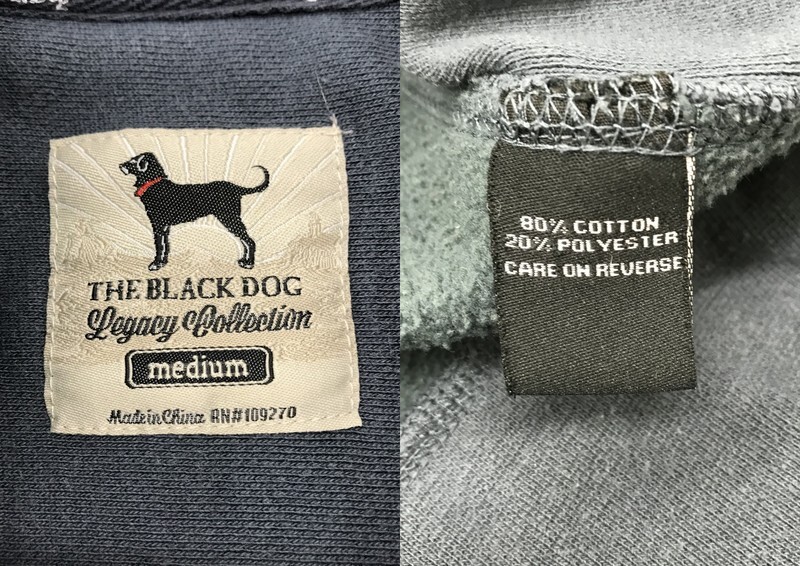 THE BLACK DOG
Legacy Collection
medium
Made in China RN#109270
80% COTTON
20% POLYESTER
CARE ON REVERSE